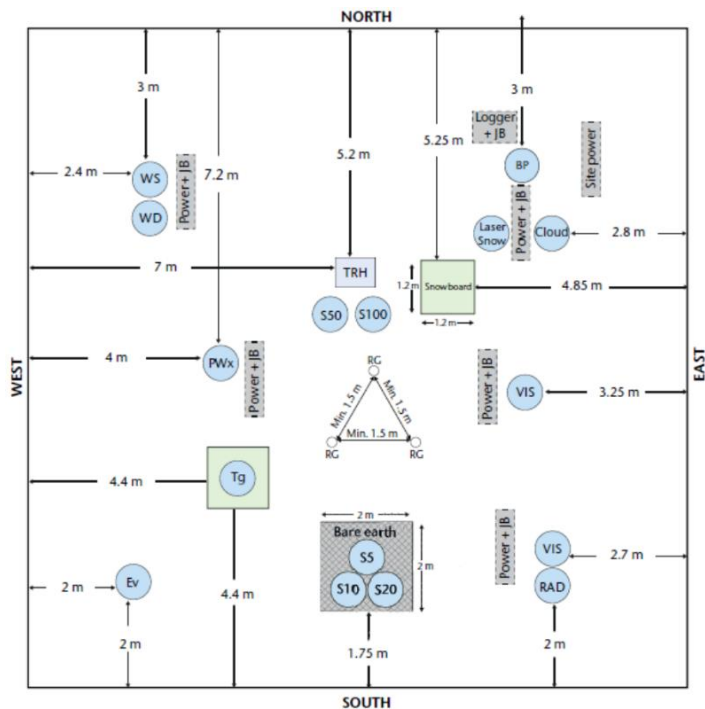 NORTH
3 m
3 m
Logger
+ JB
5.2 m
5.25 m
Site power
BP
2.4 m
WS
Power + JB
7.2 m
WD
Power + JB
Laser
Snow
Cloud
2.8 m
7 m
TRH
1.2 m
Snowboard
4.85 m
S50
S100
1.2 m
WEST
4 m
PWx
Power + JB
RG
Min. 1.5 m
Min. 1.5 m
Min. 1.5 m
RG
RG
Power + JB
VIS
3.25 m
EAST
Tg
4.4 m
2 m
Bare earth
S5
S10
S20
2 m
Power + JB
VIS
2.7 m
RAD
2 m
Ev
4.4 m
2 m
1.75 m
2 m
SOUTH